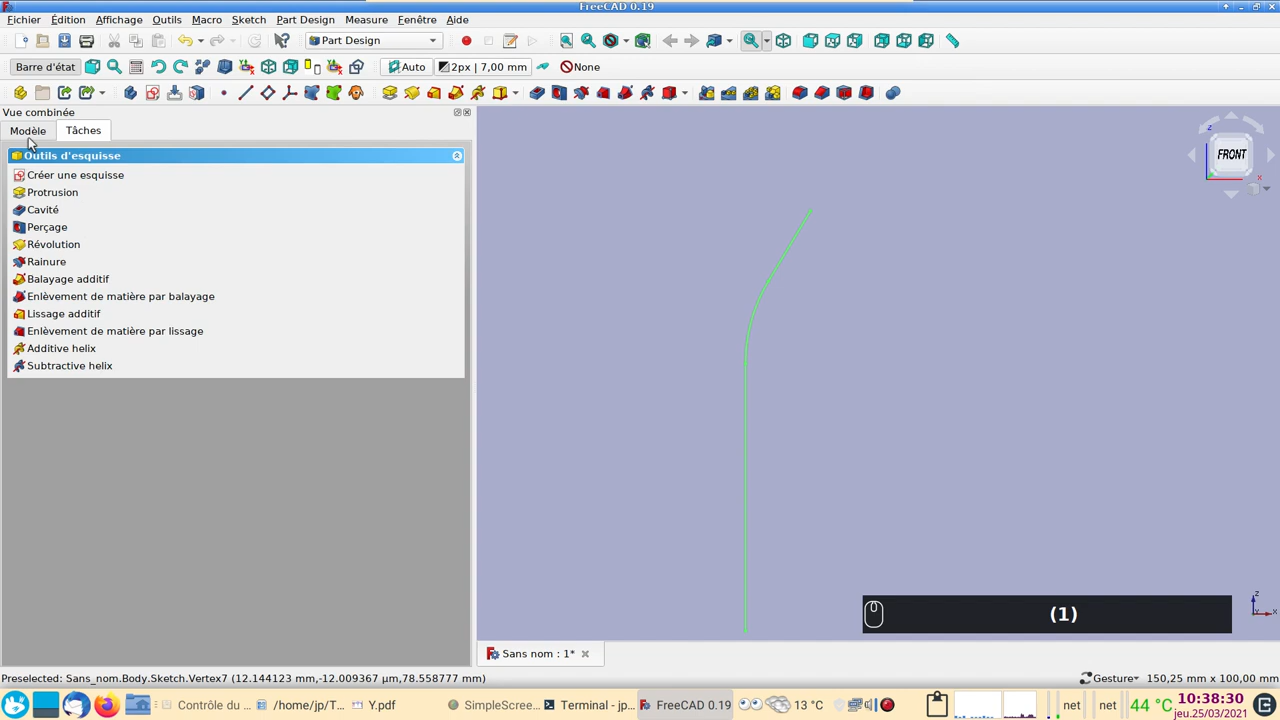 FreeCAD 0.19
Fichier Édition Affichage Outils Macro Sketch Part Design Measure Fenêtre Aide
Part Design
Barre d'état Auto 2px | 7,00 mm None
Vue combinée
Modèle Tâches
Outils d'esquisse
Créer une esquisse
Protrusion
Cavité
Perçage
Révolution
Rainure
Balayage additif
Enlèvement de matière par balayage
Lissage additif
Enlèvement de matière par lissage
Additive helix
Subtractive helix
FRONT
z
x
(1)
z
x
Sans nom : 1*
Preselected: Sans_nom.Body.Sketch.Vertex7 (12.144123 mm,-12.009367 µm,78.558777 mm) Gesture 150,25 mm x 100,00 mm
Contrôle du ... /home/jp/T... Y.pdf SimpleScree... Terminal - jp... FreeCAD 0.19 13 °C net net 44 °C 10:38:30
jeu.25/03/2021